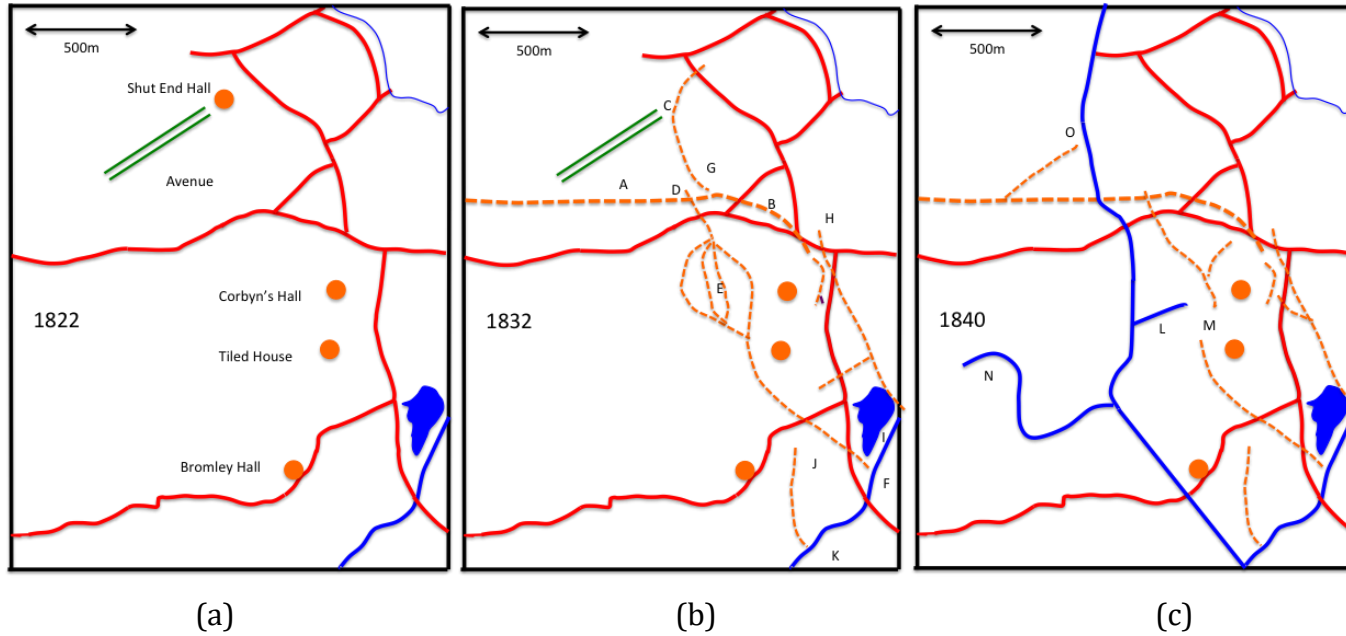 500m
Shut End Hall
Avenue
Corbyn's Hall
1822
Tiled House
Bromley Hall
(a)
500m
C
G
A
D
B
H
E
1832
I
J
F
K
(b)
500m
O
1840
L
M
N
(c)